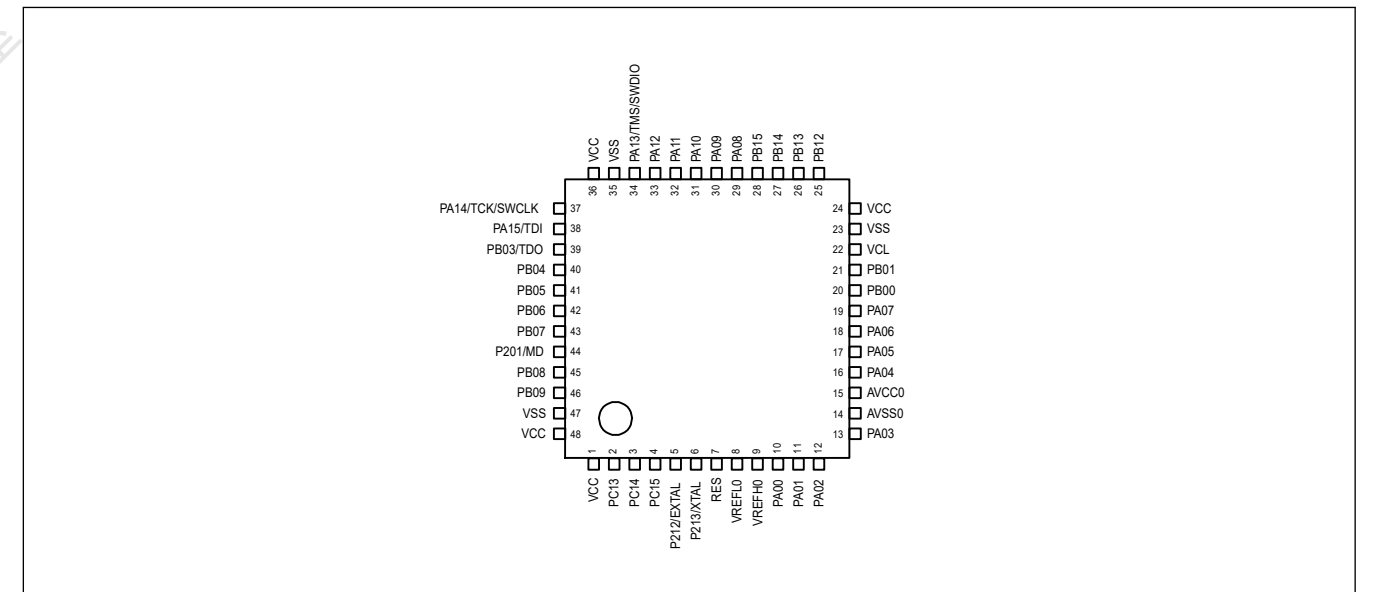 PA13/TMS/SWDIO
VCC
VSS
PA12
PA11
PA10
PA09
PA08
PB15
PB14
PB13
PB12
36
35
34
33
32
31
30
29
28
27
26
25
PA14/TCK/SWCLK 37
PA15/TDI 38
PB03/TDO 39
PB04 40
PB05 41
PB06 42
PB07 43
P201/MD 44
PB08 45
PB09 46
VSS 47
VCC 48
24 VCC
23 VSS
22 VCL
21 PB01
20 PB00
19 PA07
18 PA06
17 PA05
16 PA04
15 AVCC0
14 AVSS0
13 PA03
1
2
3
4
5
6
7
8
9
10
11
12
VCC
PC13
PC14
PC15
P212/EXTAL
P213/XTAL
RES
VREFL0
VREFH0
PA00
PA01
PA02